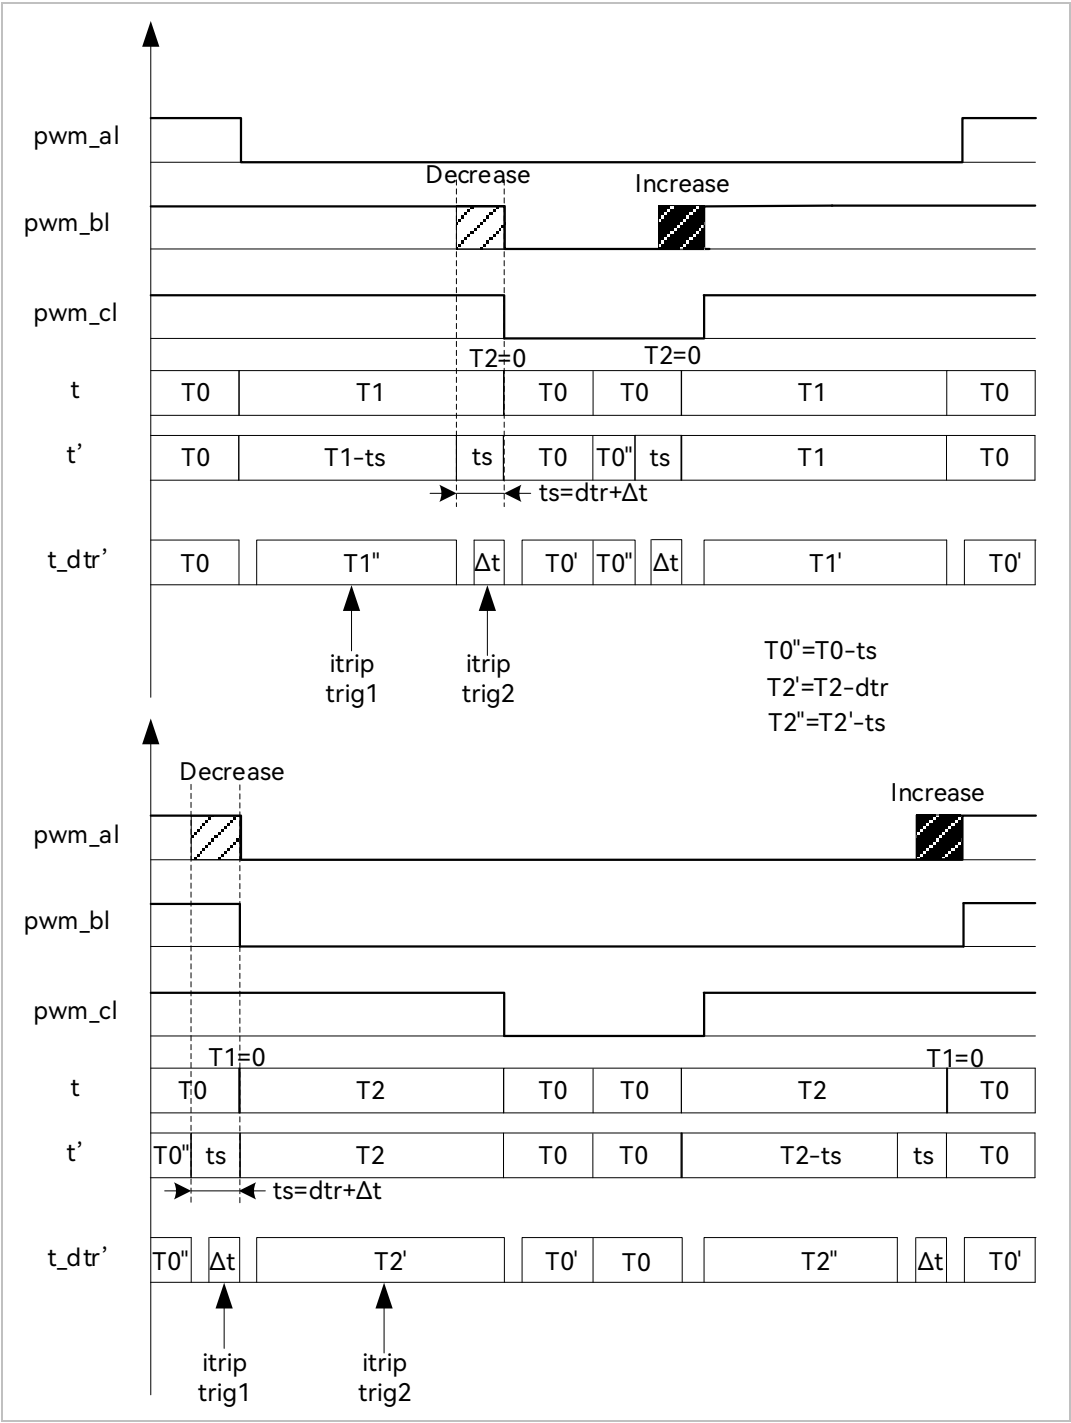 pwm_al
Decrease
Increase
pwm_bl
pwm_cl
T2=0 T2=0
t T0 T1 T0 T0 T1 T0
t’ T0 T1-ts ts T0 T0" ts T1 T0
ts=dtr+Δt
t_dtr’ T0 T1" Δt T0' T0" Δt T1' T0'
itrip
trig1
itrip
trig2
T0"=T0-ts
T2'=T2-dtr
T2"=T2'-ts
Decrease
Increase
pwm_al
pwm_bl
pwm_cl
T1=0 T1=0
t T0 T2 T0 T0 T2 T0
t’ T0" ts T2 T0 T0 T2-ts ts T0
ts=dtr+Δt
t_dtr’ T0" Δt T2' T0' T0 T2" Δt T0'
itrip
trig1
itrip
trig2